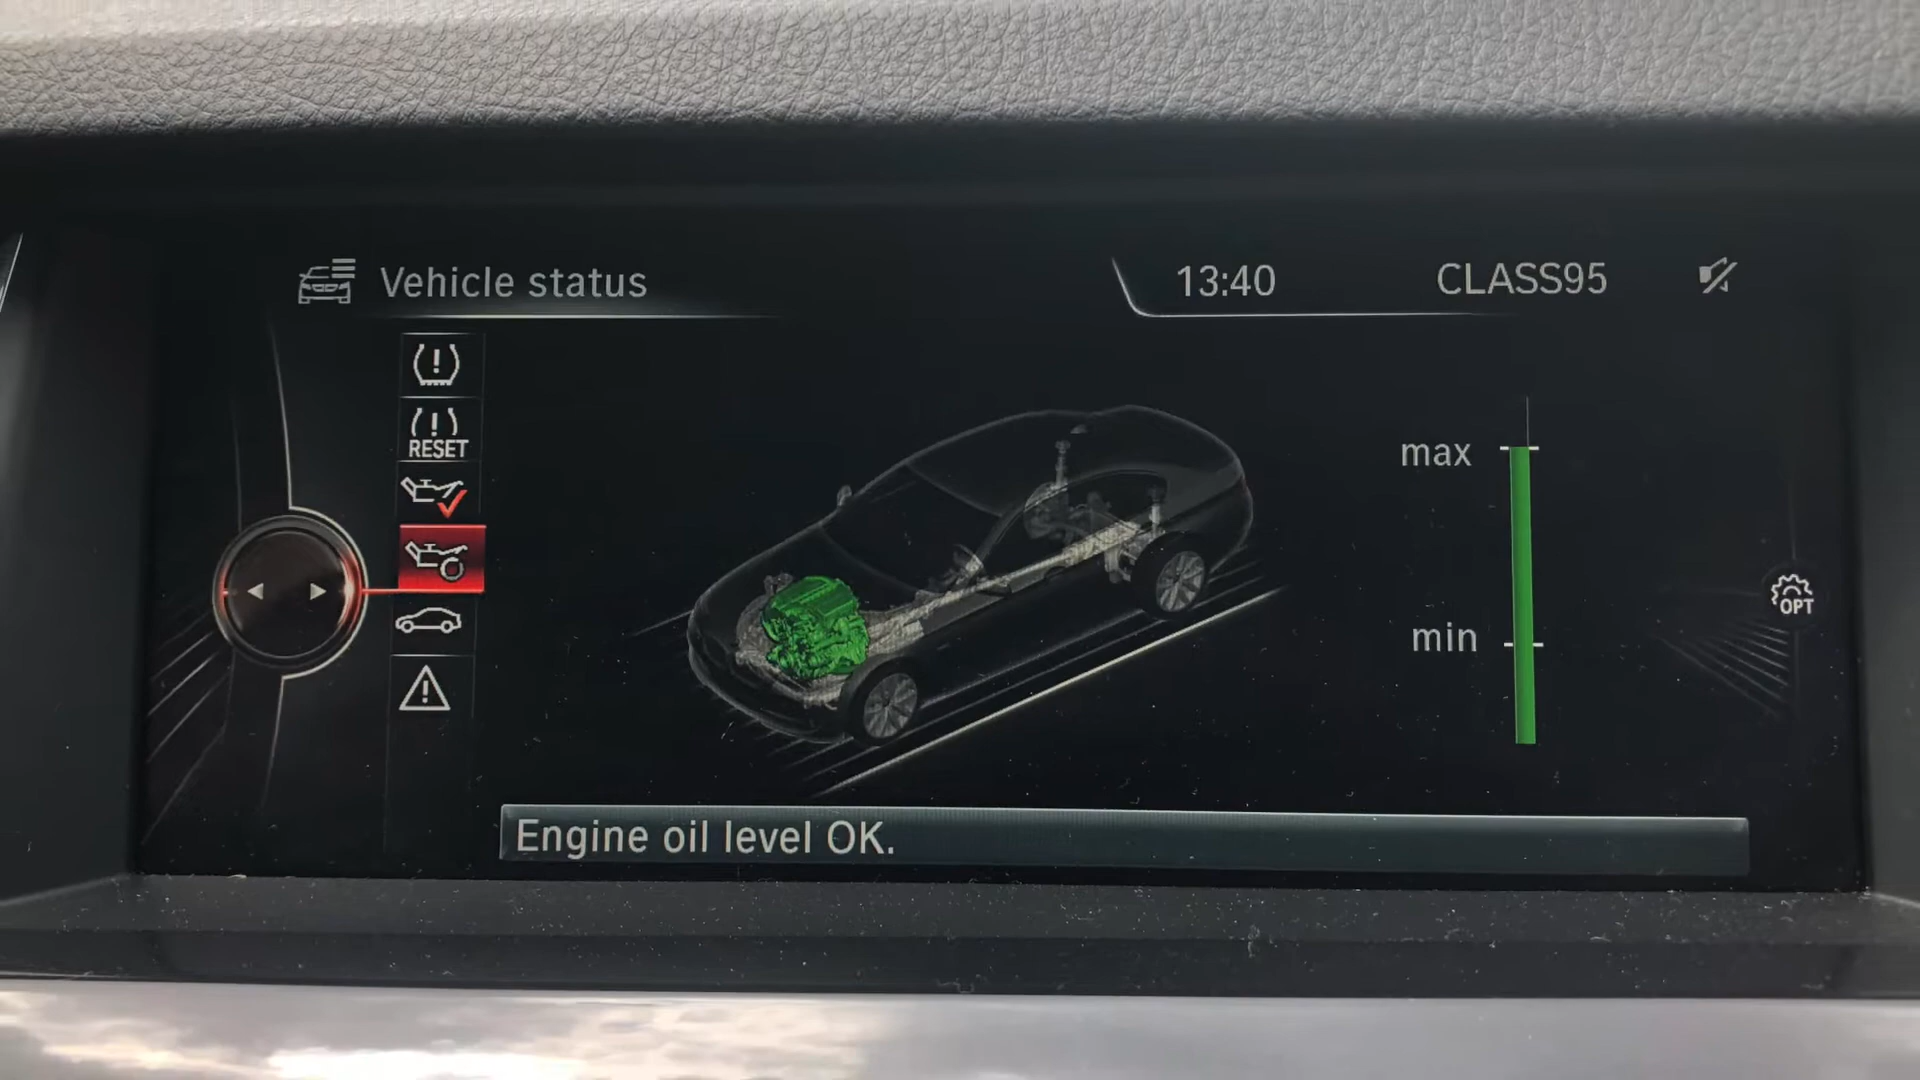 Vehicle status
13:40
CLASS95
RESET
max
min
OPT
Engine oil level OK.